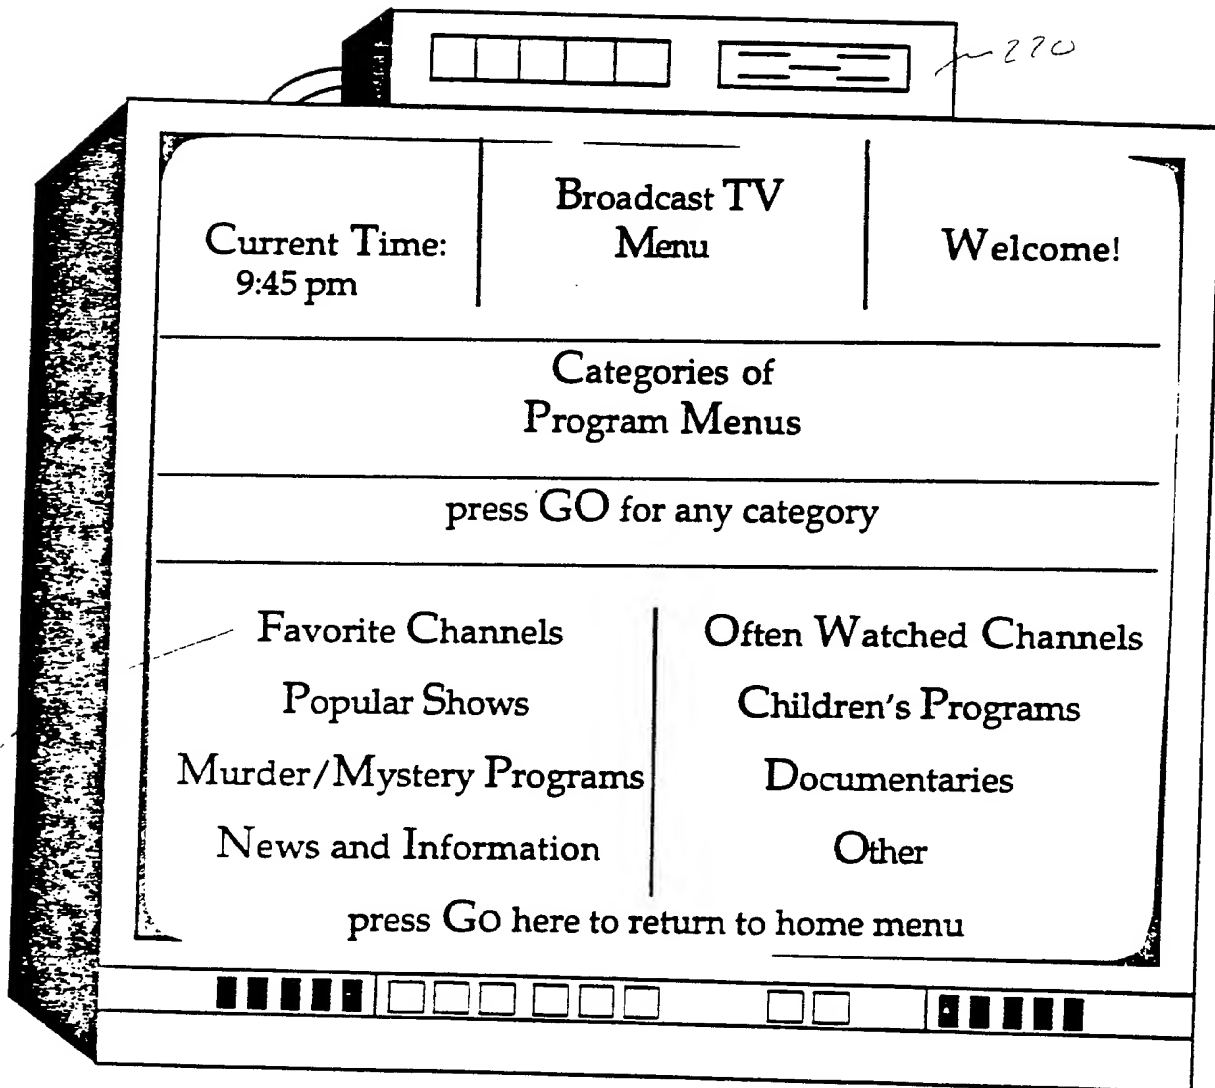 220
Current Time:
9:45 pm
Broadcast TV
Menu
Welcome!
Categories of
Program Menus
press GO for any category
Favorite Channels
Often Watched Channels
Popular Shows
Children's Programs
Murder/Mystery Programs
Documentaries
News and Information
Other
press Go here to return to home menu